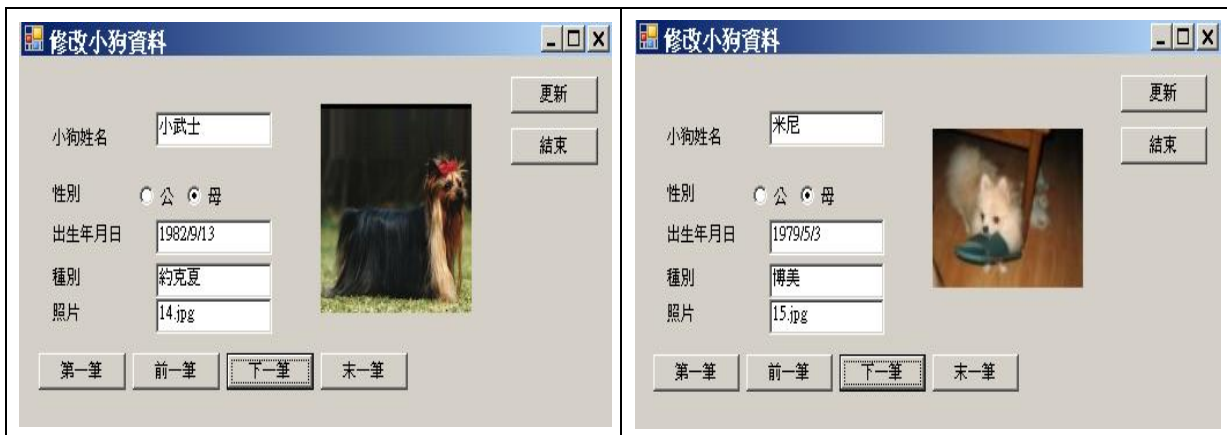 修改小狗資料
更新
小狗姓名 小武士
結束
性別 公 母
出生年月日 1982/9/13
種別 約克夏
照片 14.jpg
第一筆 前一筆 下一筆 末一筆
修改小狗資料
更新
小狗姓名 米尼
結束
性別 公 母
出生年月日 1979/5/3
種別 博美
照片 15.jpg
第一筆 前一筆 下一筆 末一筆